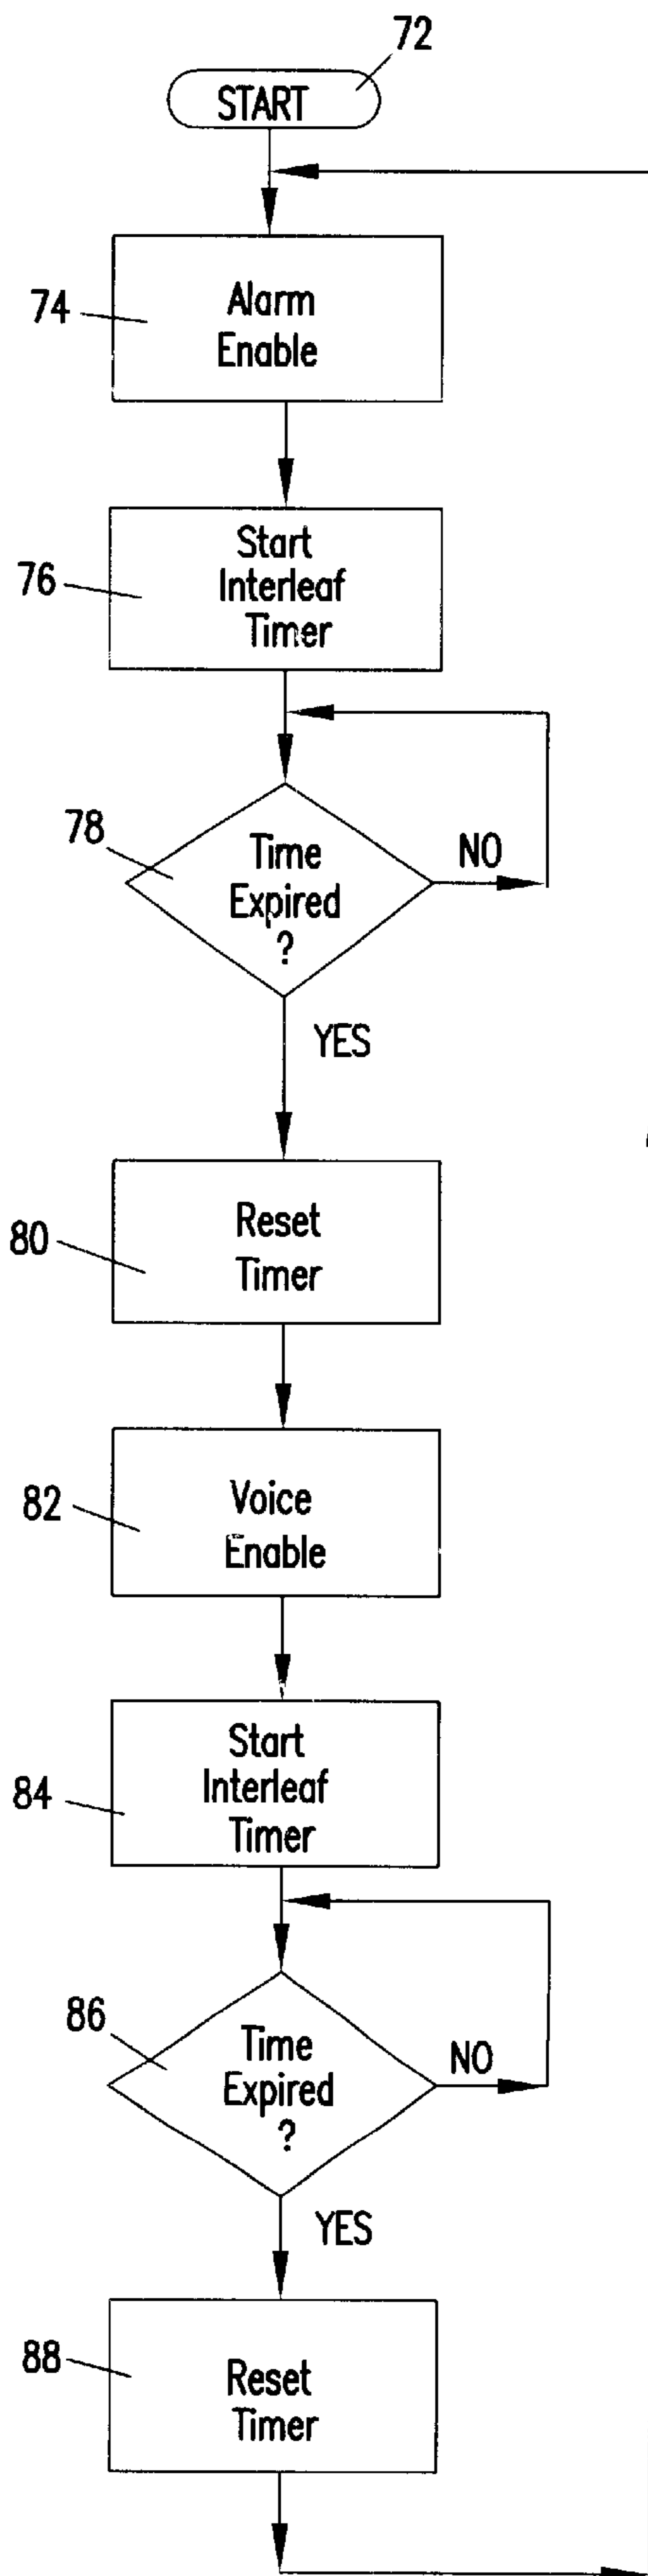 72
START
74
Alarm
Enable
76
Start
Interleaf
Timer
78
Time
Expired
?
NO
YES
80
Reset
Timer
82
Voice
Enable
84
Start
Interleaf
Timer
86
Time
Expired
?
NO
YES
88
Reset
Timer